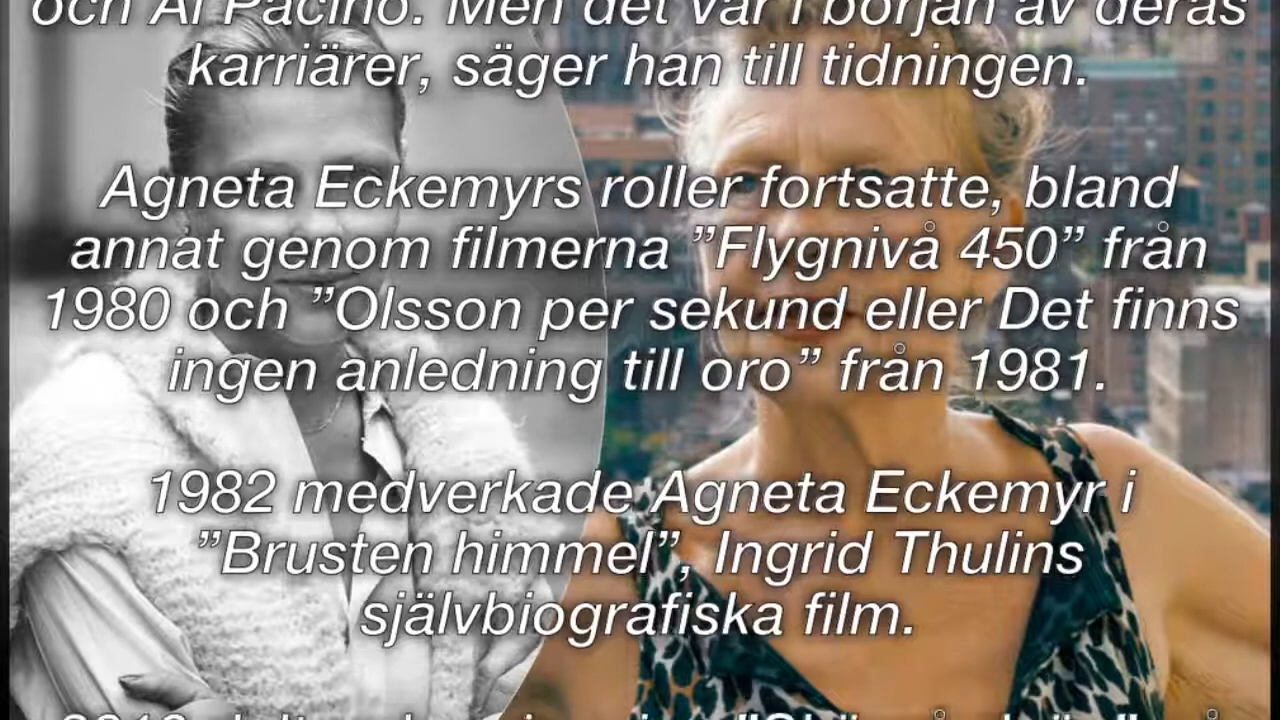 och Al Pacino. Men det var i början av deras
karriärer, säger han till tidningen.
Agneta Eckemyrs roller fortsatte, bland
annat genom filmerna ”Flygnivå 450” från
1980 och ”Olsson per sekund eller Det finns
ingen anledning till oro” från 1981.
1982 medverkade Agneta Eckemyr i
”Brusten himmel”, Ingrid Thulins
självbiografiska film.